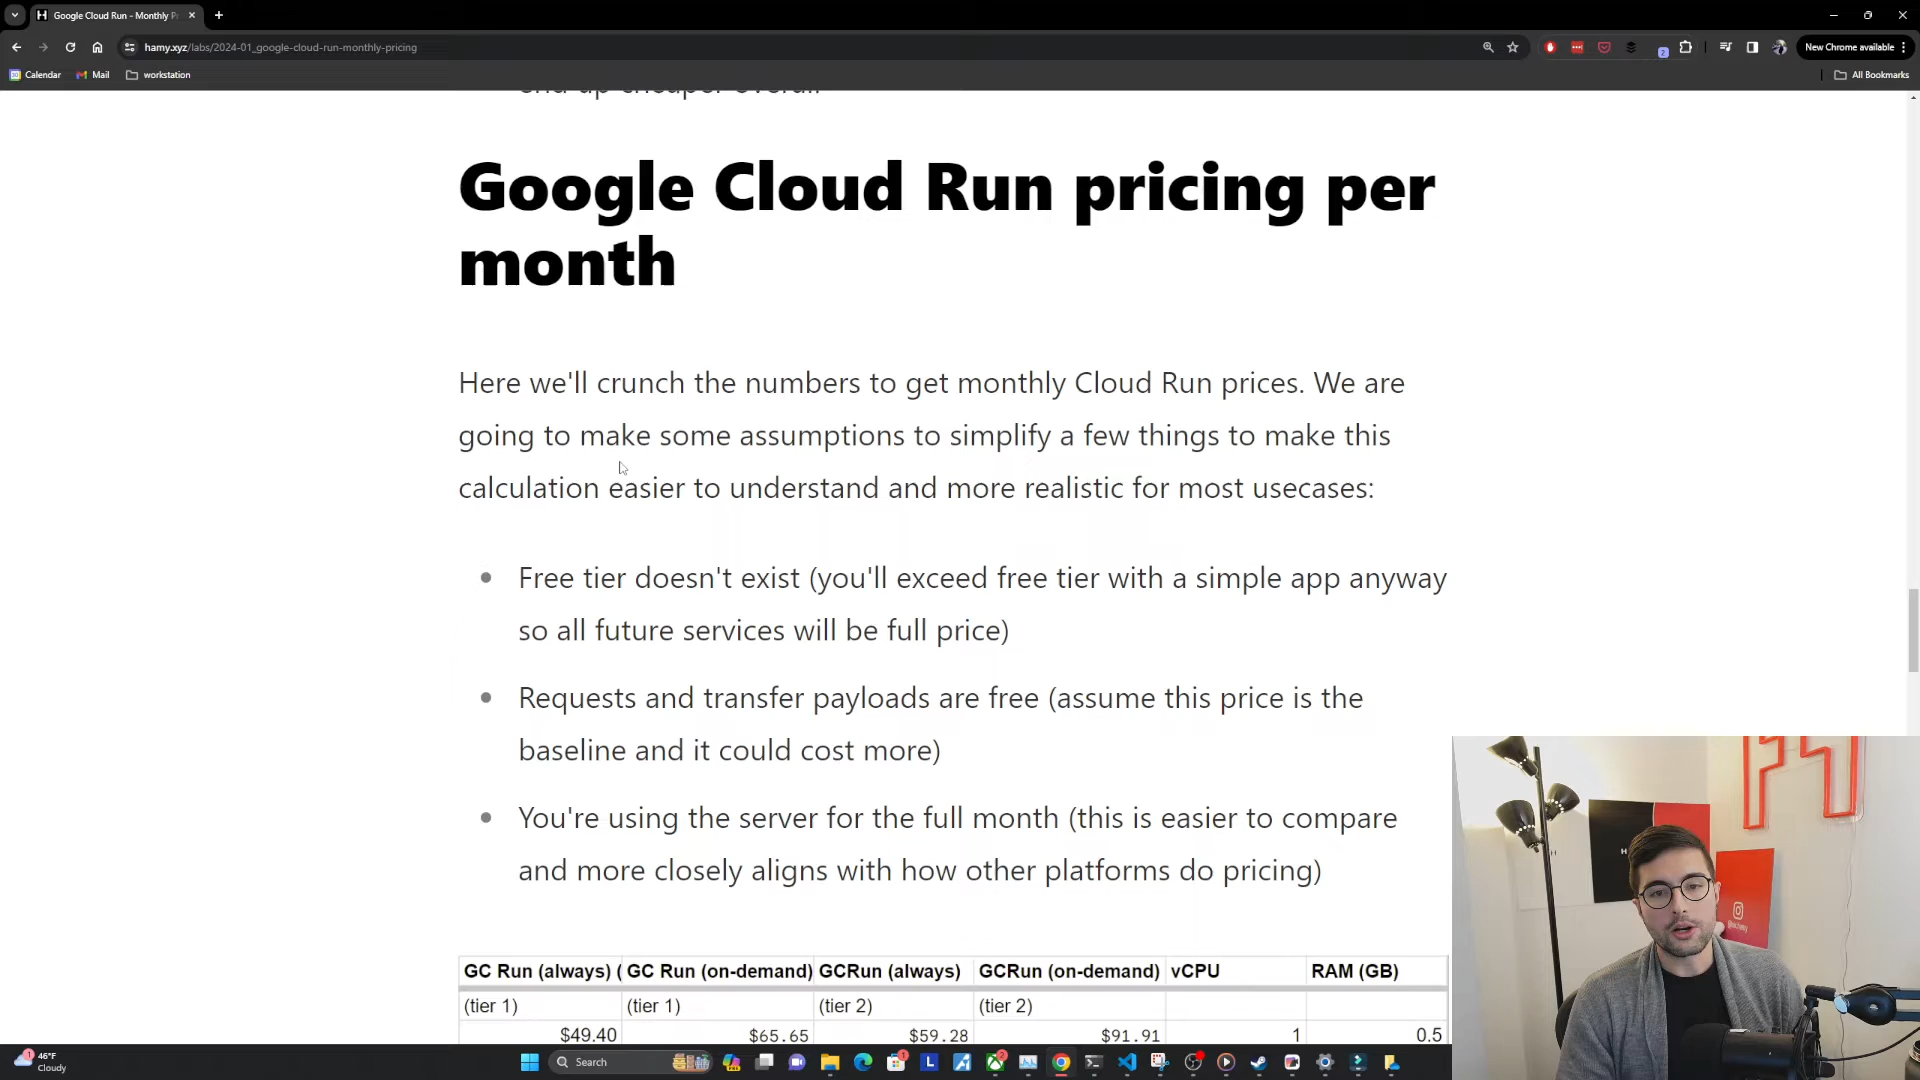 Google Cloud Run - Monthly P
hamy.xyz/labs/2024-01_google-cloud-run-monthly-pricing
New Chrome available
Calendar
Mail
workstation
All Bookmarks
end up cheaper overall
Google Cloud Run pricing per
month
Here we'll crunch the numbers to get monthly Cloud Run prices. We are
going to make some assumptions to simplify a few things to make this
calculation easier to understand and more realistic for most usecases:
Free tier doesn't exist (you'll exceed free tier with a simple app anyway
so all future services will be full price)
Requests and transfer payloads are free (assume this price is the
baseline and it could cost more)
You're using the server for the full month (this is easier to compare
and more closely aligns with how other platforms do pricing)
GC Run (always) ( GC Run (on-demand) GCRun (always) GCRun (on-demand) vCPU RAM (GB)
(tier 1) (tier 1) (tier 2) (tier 2)
$49.40 $65.65 $59.28 $91.91 1 0.5
46°F
Cloudy
Search